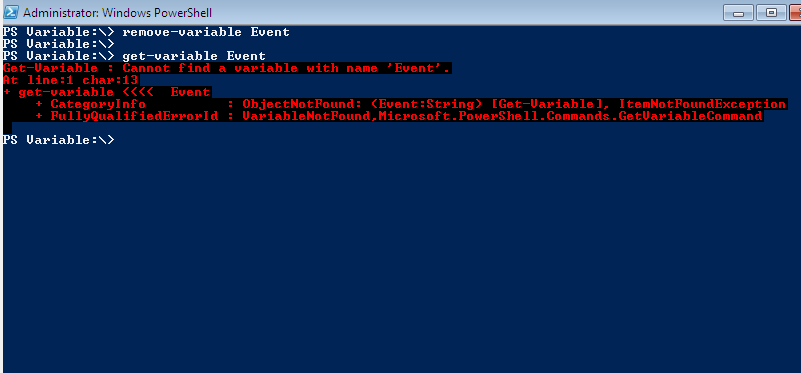 Administrator: Windows PowerShell
PS Variable:\> remove-variable Event
PS Variable:\>
PS Variable:\> get-variable Event
Get-Variable : Cannot find a variable with name 'Event'.
At line:1 char:13
+ get-variable <<<<  Event
    + CategoryInfo          : ObjectNotFound: (Event:String) [Get-Variable], ItemNotFoundException
    + FullyQualifiedErrorId : VariableNotFound,Microsoft.PowerShell.Commands.GetVariableCommand
PS Variable:\>